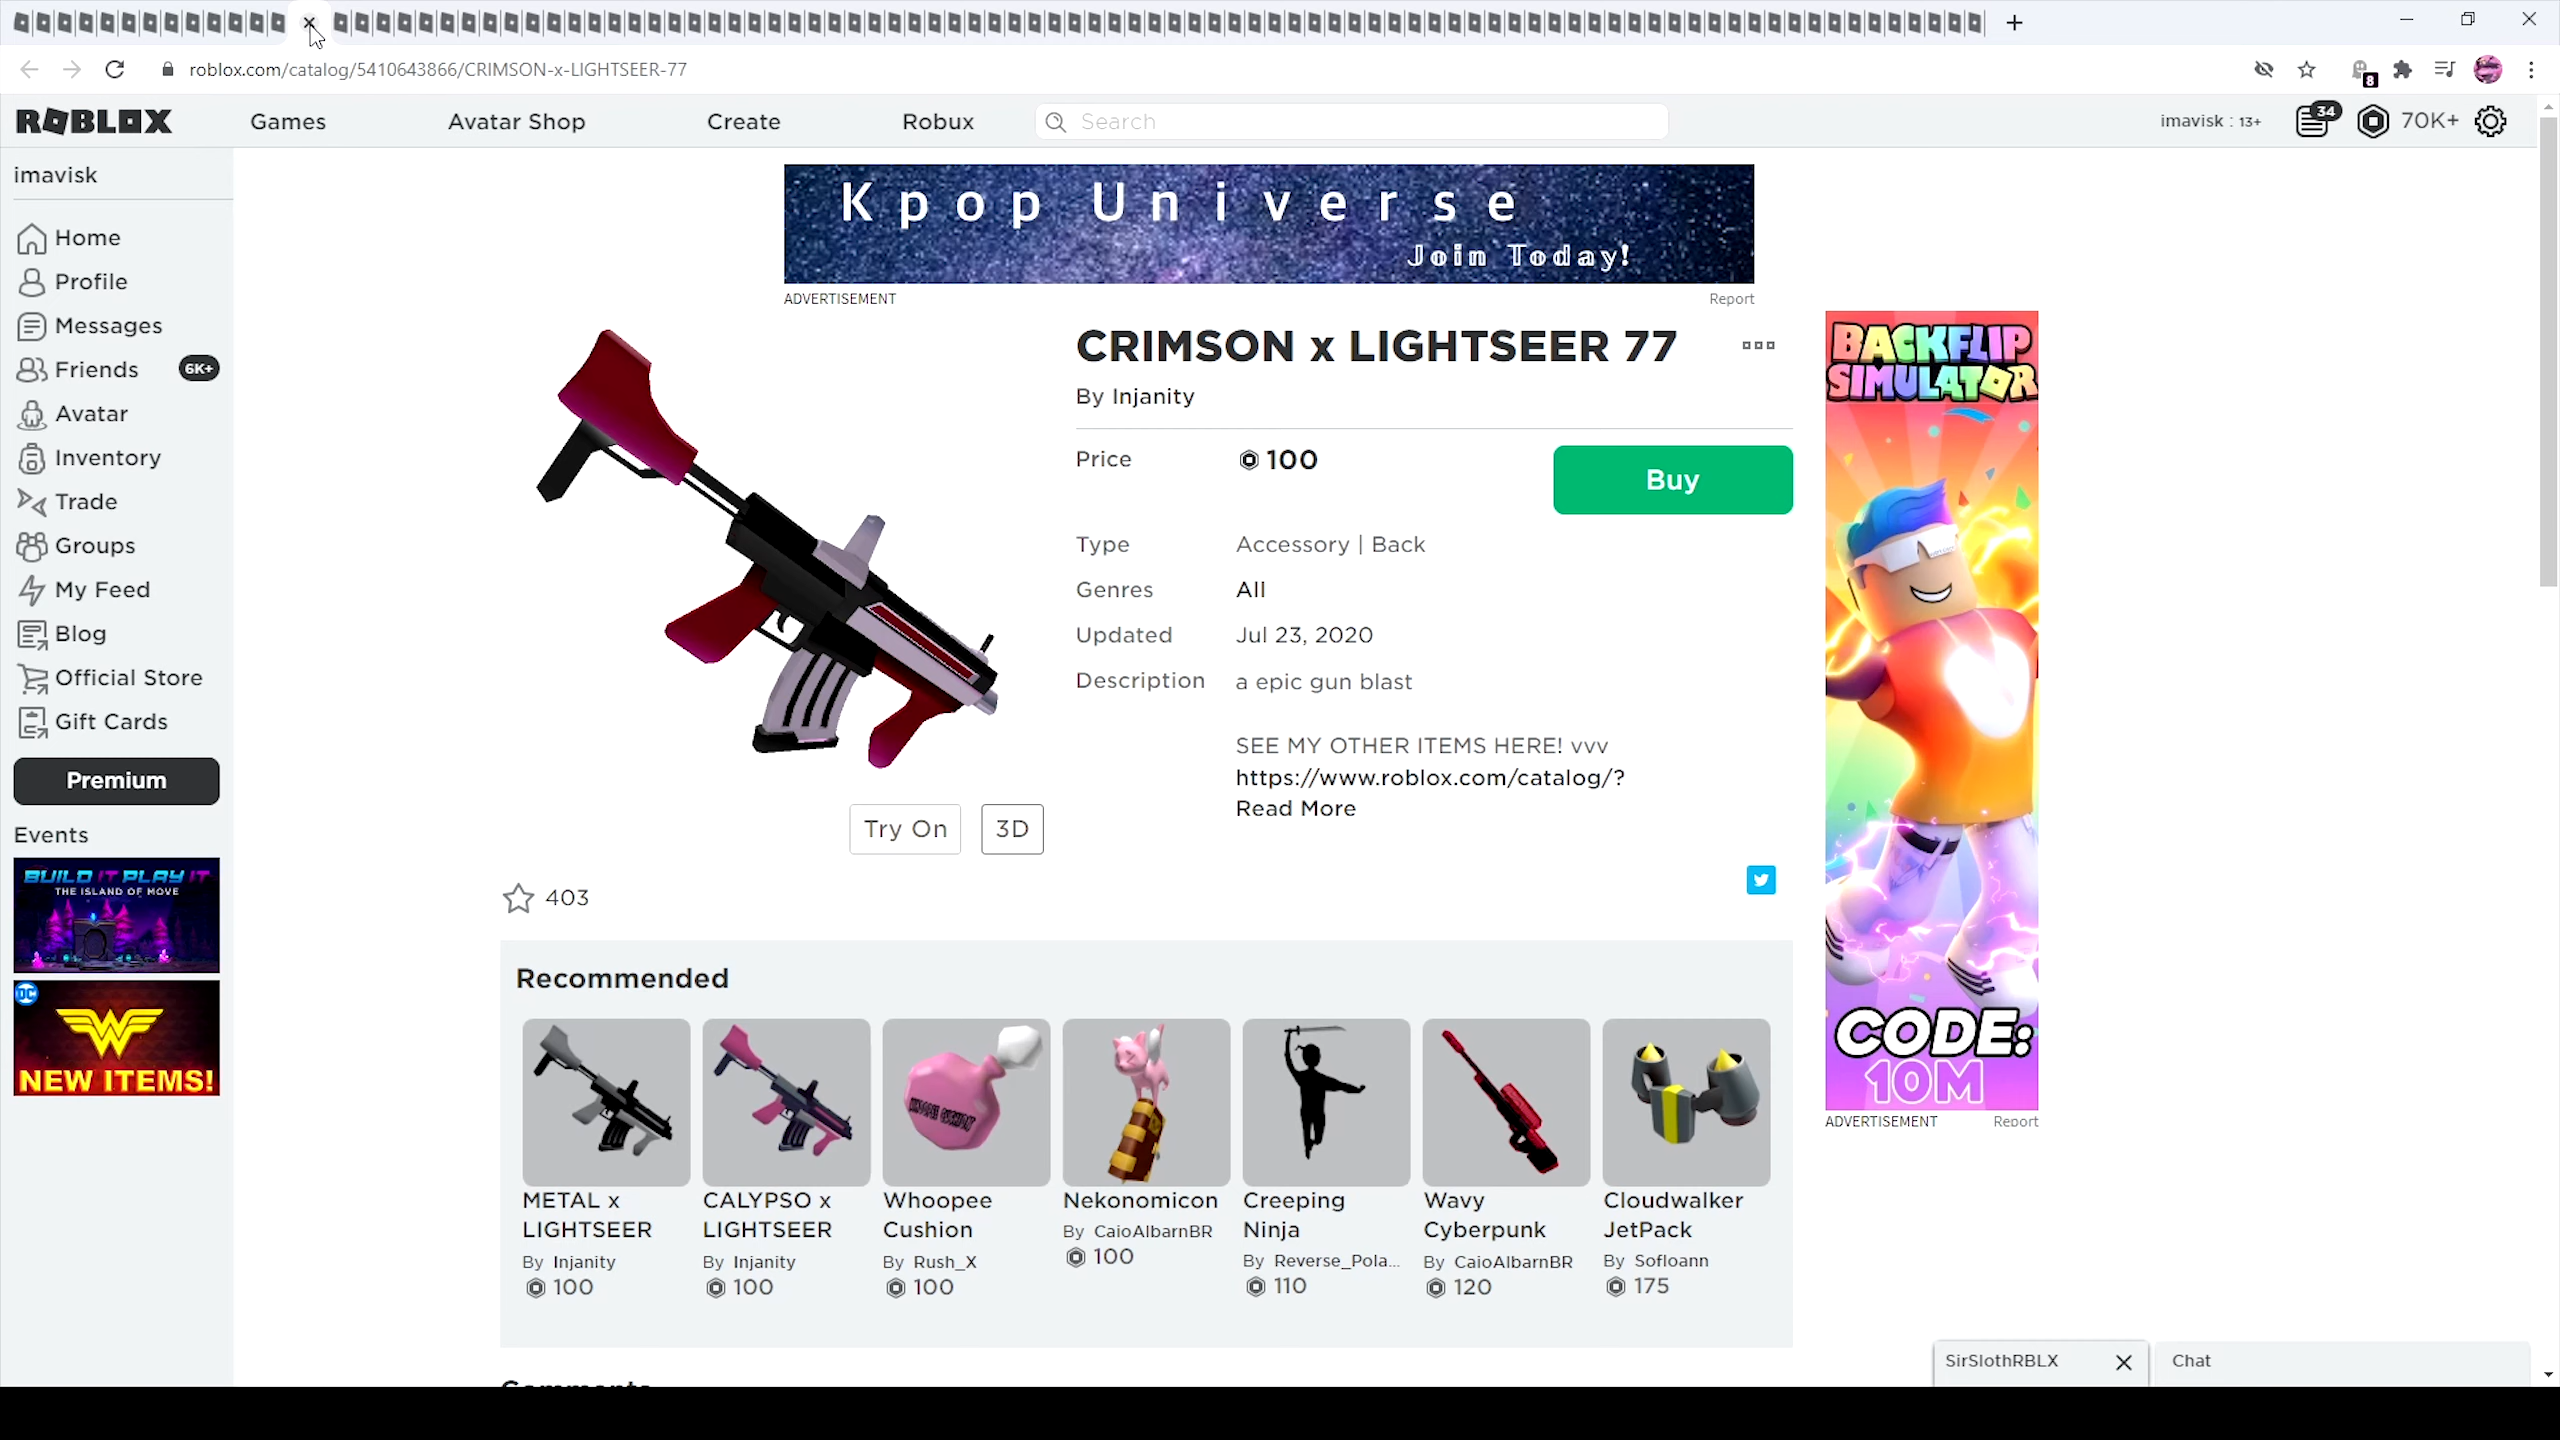 roblox.com/catalog/5410643866/CRIMSON-x-LIGHTSEER-77
8
ROBLOX
Games
Avatar Shop
Create
Robux
Search
imavisk : 13+
34
70K+
imavisk
Home
Profile
Messages
Friends
6K+
Avatar
Inventory
Trade
Groups
My Feed
Blog
Official Store
Gift Cards
Premium
Events
BUILD IT PLAY IT
THE ISLAND OF MOVE
DC
NEW ITEMS!
Kpop Universe
Join Today!
ADVERTISEMENT
Report
CRIMSON x LIGHTSEER 77
By Injanity
Price
100
Buy
Type
Accessory | Back
Genres
All
Updated
Jul 23, 2020
Description
a epic gun blast
SEE MY OTHER ITEMS HERE! vvv
https://www.roblox.com/catalog/?
Read More
Try On
3D
403
BACKFLIP
SIMULATOR
CODE:
10M
ADVERTISEMENT
Report
Recommended
METAL x
LIGHTSEER
By Injanity
100
CALYPSO x
LIGHTSEER
By Injanity
100
WHOOPEE CUSHION
Whoopee
Cushion
By Rush_X
100
Nekonomicon
By CaioAlbarnBR
100
Creeping
Ninja
By Reverse_Pola...
110
Wavy
Cyberpunk
By CaioAlbarnBR
120
Cloudwalker
JetPack
By Sofloann
175
Comments
SirSlothRBLX
Chat